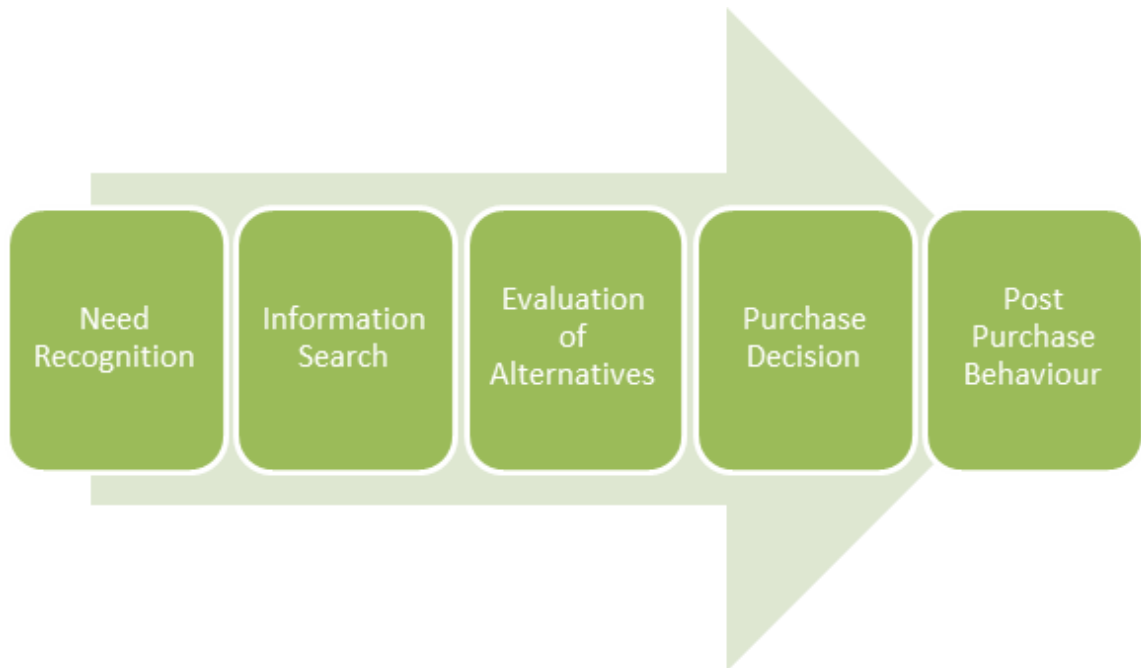 Need
Recognition
Information
Search
Evaluation
of
Alternatives
Purchase
Decision
Post
Purchase
Behaviour